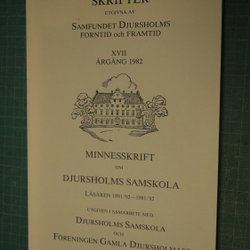 SKRIFTER
UTGIVNA AV
SAMFUNDET DJURSHOLMS
FORNTID OCH FRAMTID
XVII
ÅRGÅNG 1982
MINNESSKRIFT
OM
DJURSHOLMS SAMSKOLA
LÄSÅREN 1891/92—1981/82
UTGIVEN I SAMARBETE MED
DJURSHOLMS SAMSKOLA
OCH
FÖRENINGEN GAMLA DJURSHOLMARE